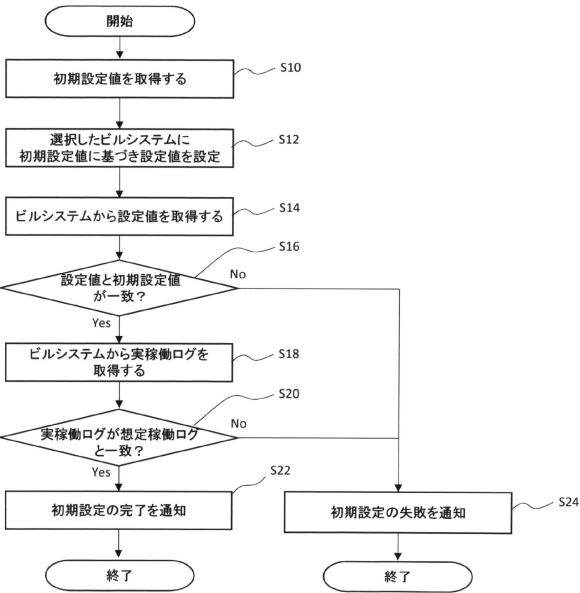 開始
初期設定値を取得する
S10
選択したビルシステムに
初期設定値に基づき設定値を設定
S12
ビルシステムから設定値を取得する
S14
S16
設定値と初期設定値
が一致？
No
Yes
ビルシステムから実稼働ログを
取得する
S18
S20
実稼働ログが想定稼働ログ
と一致？
No
Yes
S22
初期設定の完了を通知
初期設定の失敗を通知
S24
終了
終了